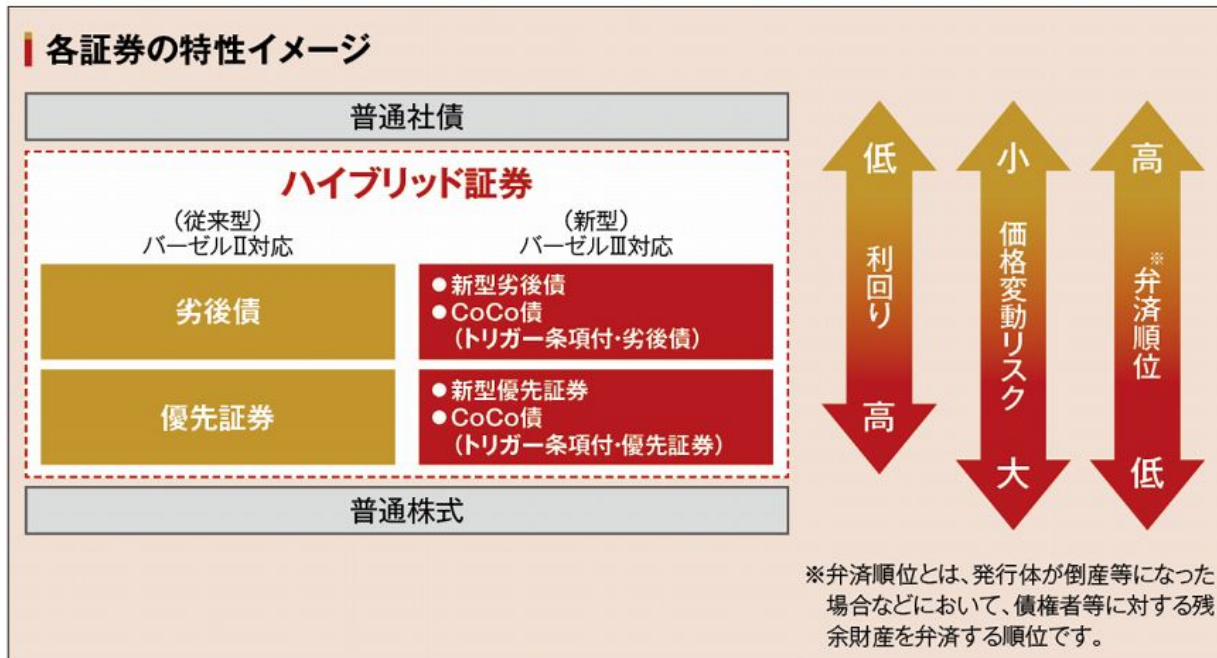 各証券の特性イメージ
普通社債
ハイブリッド証券
(従来型)
バーゼルⅡ対応
(新型)
バーゼルⅢ対応
劣後債
●新型劣後債
●CoCo債
(トリガー条項付・劣後債)
優先証券
●新型優先証券
●CoCo債
(トリガー条項付・優先証券)
普通株式
低
利回り
高
小
価格変動リスク
大
高
※弁済順位
低
※弁済順位とは、発行体が倒産等になった
場合などにおいて、債権者等に対する残
余財産を弁済する順位です。